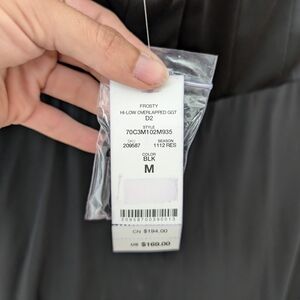 FROSTY
HI-LOW OVERLAPPED GGT
D2
STYLE
70C3M102M935
SKU SEASON
209587 1112 RES
COLOR
BLK
M
CN $194.00
US $169.00